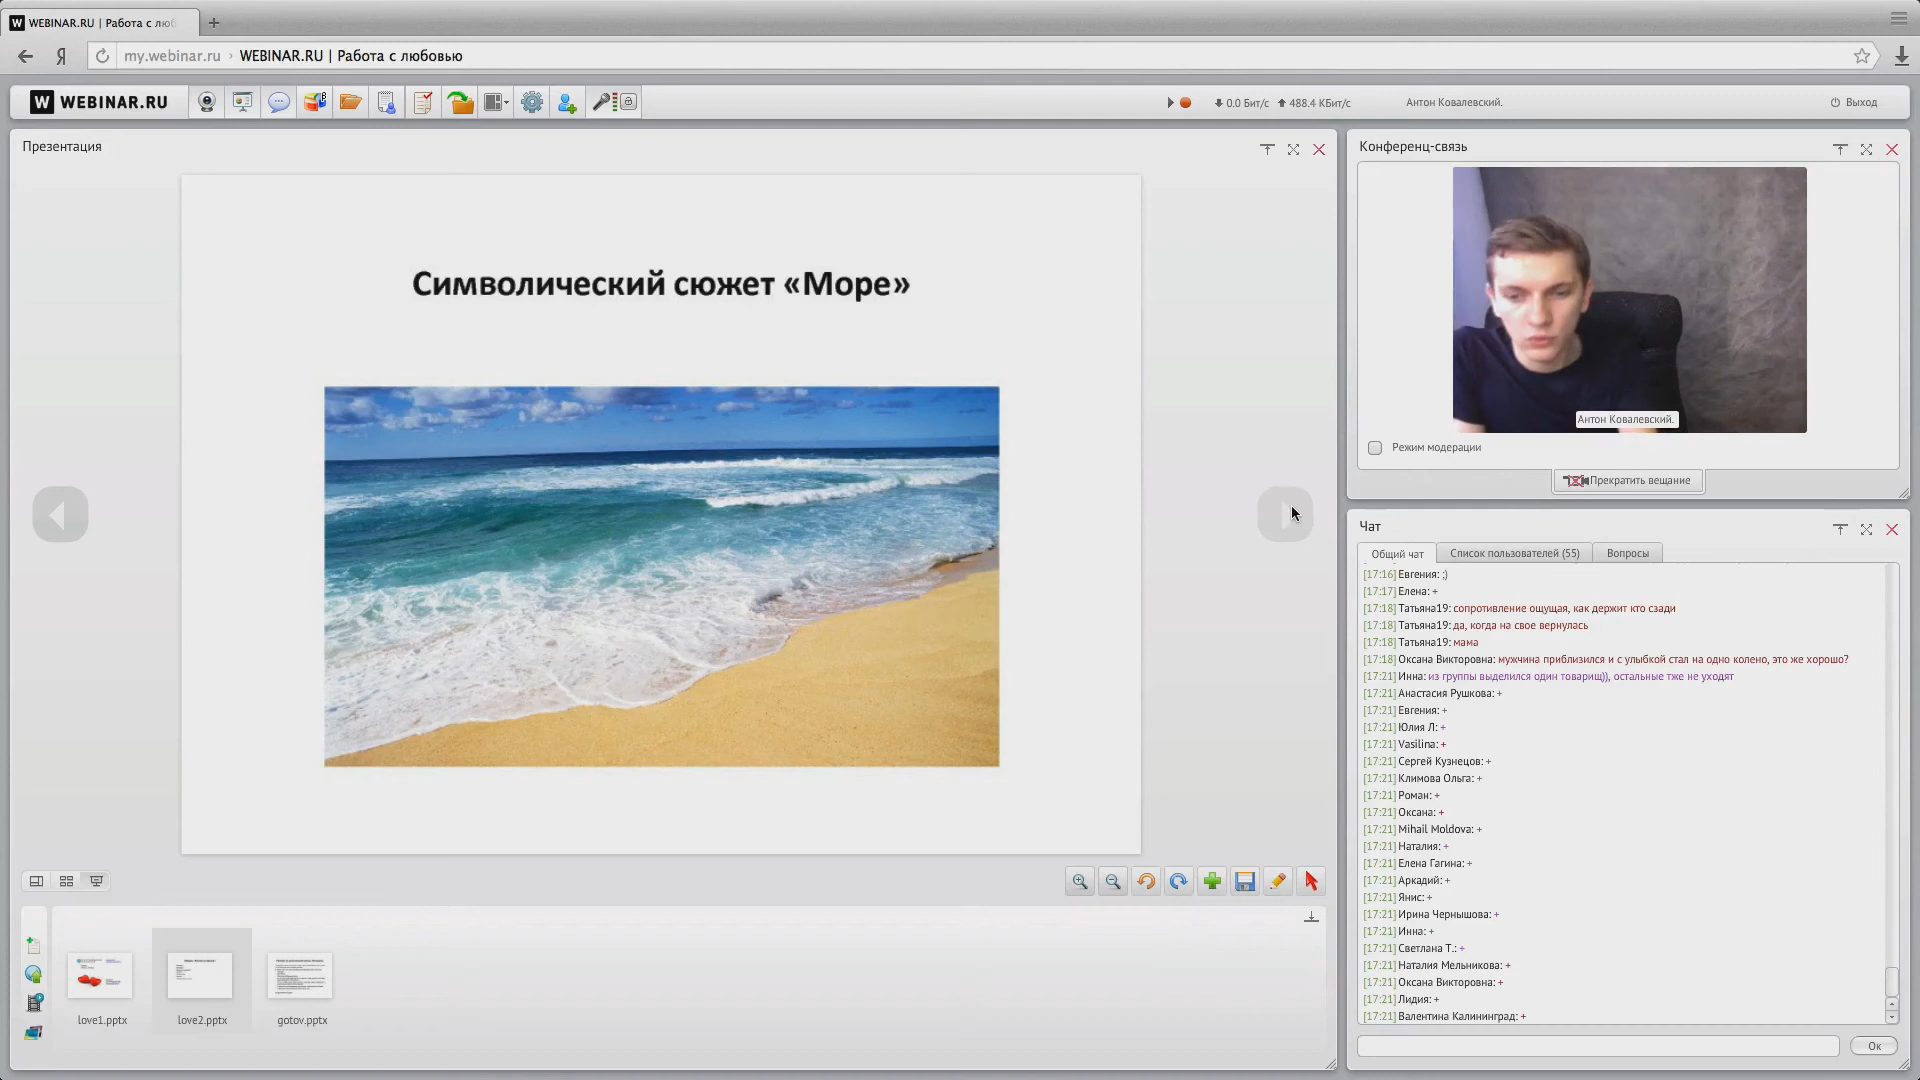 WEBINAR.RU | Работа с люб
my.webinar.ru › WEBINAR.RU | Работа с любовью
W WEBINAR.RU
0.0 Бит/с 488.4 КБит/с
Антон Ковалевский.
Выход
Презентация
Символический сюжет «Море»
love1.pptx
love2.pptx
gotov.pptx
Конференц-связь
Антон Ковалевский.
Режим модерации
Прекратить вещание
Чат
Общий чат
Список пользователей (55)
Вопросы
[17:16] Евгения: ;)
[17:17] Елена: +
[17:18] Татьяна19: сопротивление ощущая, как держит кто сзади
[17:18] Татьяна19: да, когда на свое вернулась
[17:18] Татьяна19: мама
[17:18] Оксана Викторовна: мужчина приблизился и с улыбкой стал на одно колено, это же хорошо?
[17:21] Инна: из группы выделился один товарищ)), остальные тже не уходят
[17:21] Анастасия Рушкова: +
[17:21] Евгения: +
[17:21] Юлия Л: +
[17:21] Vasilina: +
[17:21] Сергей Кузнецов: +
[17:21] Климова Ольга: +
[17:21] Роман: +
[17:21] Оксана: +
[17:21] Mihail Moldova: +
[17:21] Наталия: +
[17:21] Елена Гагина: +
[17:21] Аркадий: +
[17:21] Янис: +
[17:21] Ирина Чернышова: +
[17:21] Инна: +
[17:21] Светлана Т.: +
[17:21] Наталия Мельникова: +
[17:21] Оксана Викторовна: +
[17:21] Лидия: +
[17:21] Валентина Калининград: +
Ок